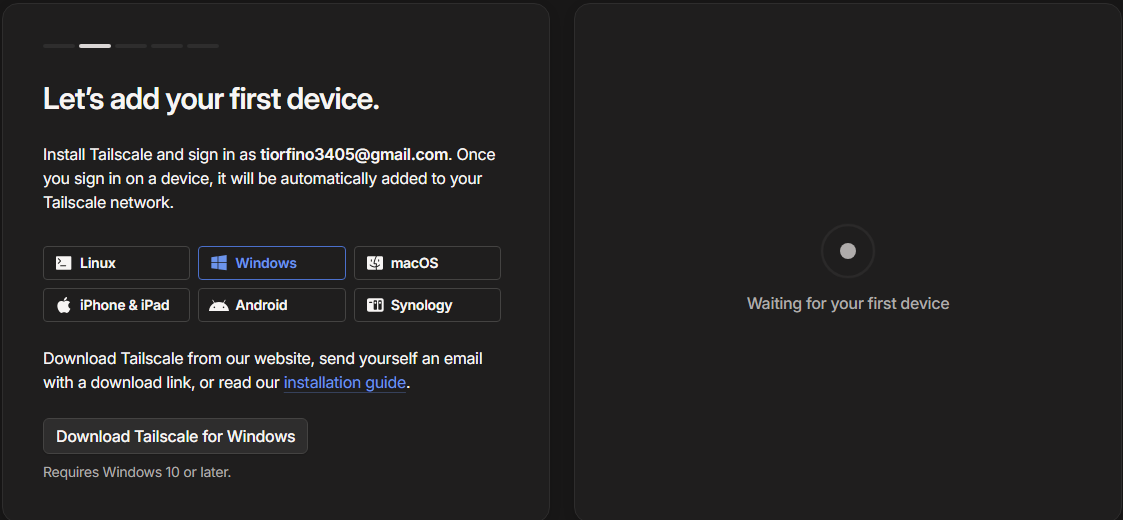 Let’s add your first device.
Install Tailscale and sign in as tiorfino3405@gmail.com. Once
you sign in on a device, it will be automatically added to your
Tailscale network.
Linux
Windows
macOS
iPhone & iPad
Android
Synology
Download Tailscale from our website, send yourself an email
with a download link, or read our installation guide.
Download Tailscale for Windows
Requires Windows 10 or later.
Waiting for your first device